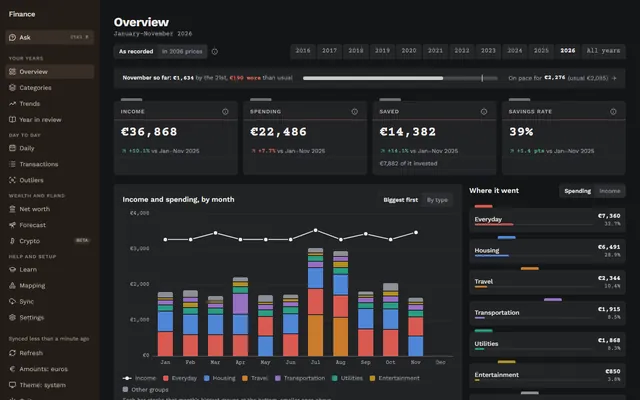 Finance
Ask
Ctrl K
YOUR YEARS
Overview
Categories
Trends
Year in review
DAY TO DAY
Daily
Transactions
Outliers
WEALTH AND PLANS
Net worth
Forecast
Crypto BETA
HELP AND SETUP
Learn
Mapping
Sync
Settings
Synced less than a minute ago
Refresh
Amounts: euros
Theme: system
Overview
January–November 2026
As recorded In 2026 prices
2016 2017 2018 2019 2020 2021 2022 2023 2024 2025 2026 All years
November so far: €1,634 by the 21st, €190 more than usual
On pace for €2,276 (usual €2,085) →
INCOME
€36,868
vs Jan–Nov 2025
SPENDING
€22,486
+7.7% vs Jan–Nov 2025
SAVED
€14,382
vs Jan–Nov 2025
€7,882 of it invested
SAVINGS RATE
39%
vs Jan–Nov 2025
Income and spending, by month
Biggest first By type
€4,000
€3,000
€2,000
€1,000
€0
Jan Feb Mar Apr May Jun Jul Aug Sep Oct Nov Dec
Income Everyday Housing Travel Transportation Utilities Entertainment
Other groups
Where it went
Spending Income
Everyday €7,360
32.7%
Housing €6,491
28.9%
Travel €2,344
10.4%
Transportation €1,915
8.5%
Utilities €1,868
8.3%
Entertainment €850
3.8%